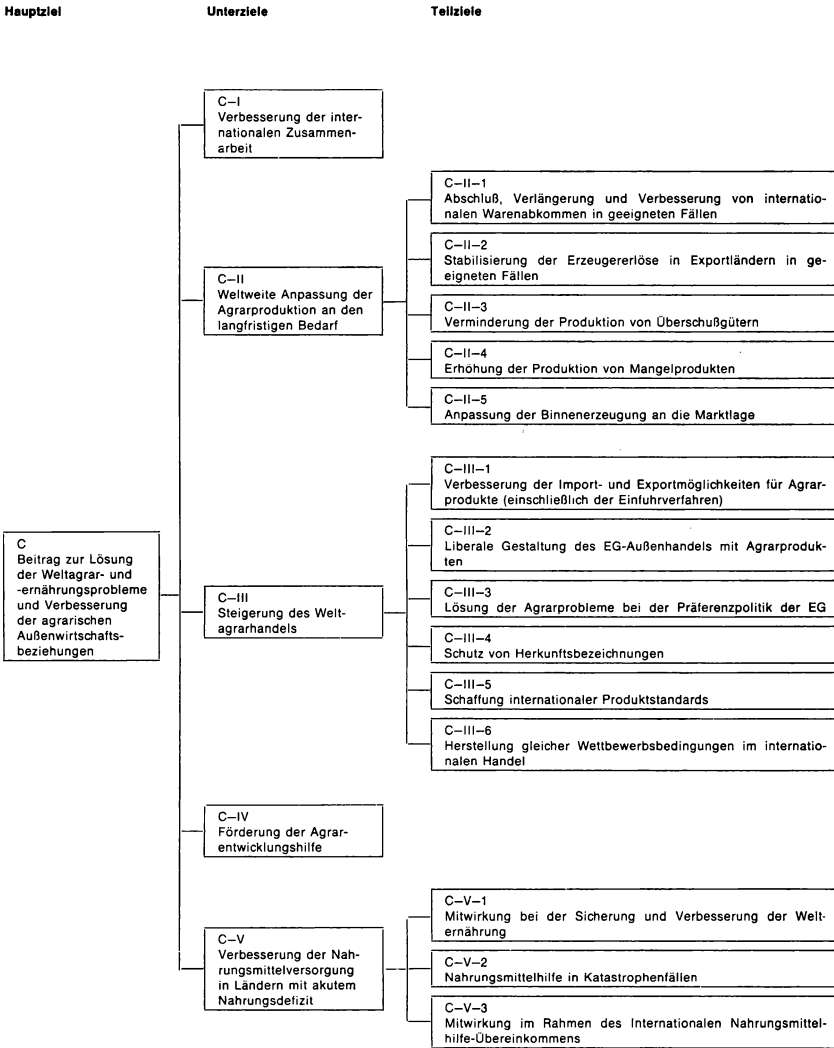 Hauptziel Unterziele Teilziele
C–I
Verbesserung der inter-
nationalen Zusammen-
arbeit
C–II–1
Abschluß, Verlängerung und Verbesserung von internatio-
nalen Warenabkommen in geeigneten Fällen
C–II–2
Stabilisierung der Erzeugererlöse in Exportländern in ge-
eigneten Fällen
C–II
Weltweite Anpassung der
Agrarproduktion an den
langfristigen Bedarf
C–II–3
Verminderung der Produktion von Überschußgütern
C–II–4
Erhöhung der Produktion von Mangelprodukten
C–II–5
Anpassung der Binnenerzeugung an die Marktlage
C–III–1
Verbesserung der Import- und Exportmöglichkeiten für Agrar-
produkte (einschließlich der Einfuhrverfahren)
C
Beitrag zur Lösung
der Weltagrar- und
-ernährungsprobleme
und Verbesserung
der agrarischen
Außenwirtschafts-
beziehungen
C–III–2
Liberale Gestaltung des EG-Außenhandels mit Agrarproduk-
ten
C–III
Steigerung des Welt-
agrarhandels
C–III–3
Lösung der Agrarprobleme bei der Präferenzpolitik der EG
C–III–4
Schutz von Herkunftsbezeichnungen
C–III–5
Schaffung internationaler Produktstandards
C–III–6
Herstellung gleicher Wettbewerbsbedingungen im internatio-
nalen Handel
C–IV
Förderung der Agrar-
entwicklungshilfe
C–V–1
Mitwirkung bei der Sicherung und Verbesserung der Welt-
ernährung
C–V
Verbesserung der Nah-
rungsmittelversorgung
in Ländern mit akutem
Nahrungsdefizit
C–V–2
Nahrungsmittelhilfe in Katastrophenfällen
C–V–3
Mitwirkung im Rahmen des Internationalen Nahrungsmittel-
hilfe-Übereinkommens